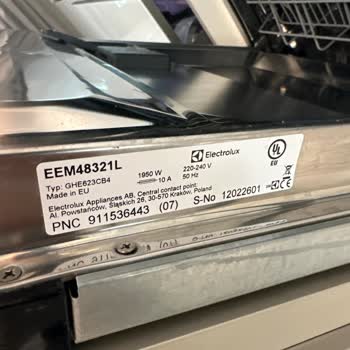 EEM48321L
Electrolux
Typ. GHE623CB4
1950 W 220-240 V
Made in EU
10 A 50 Hz
UL
EU
Electrolux Appliances AB, Central contact point,
Al. Powstańców, Śląskich 26, 30-570 Kraków, Poland
PNC 911536443 (07) S-No 12022601